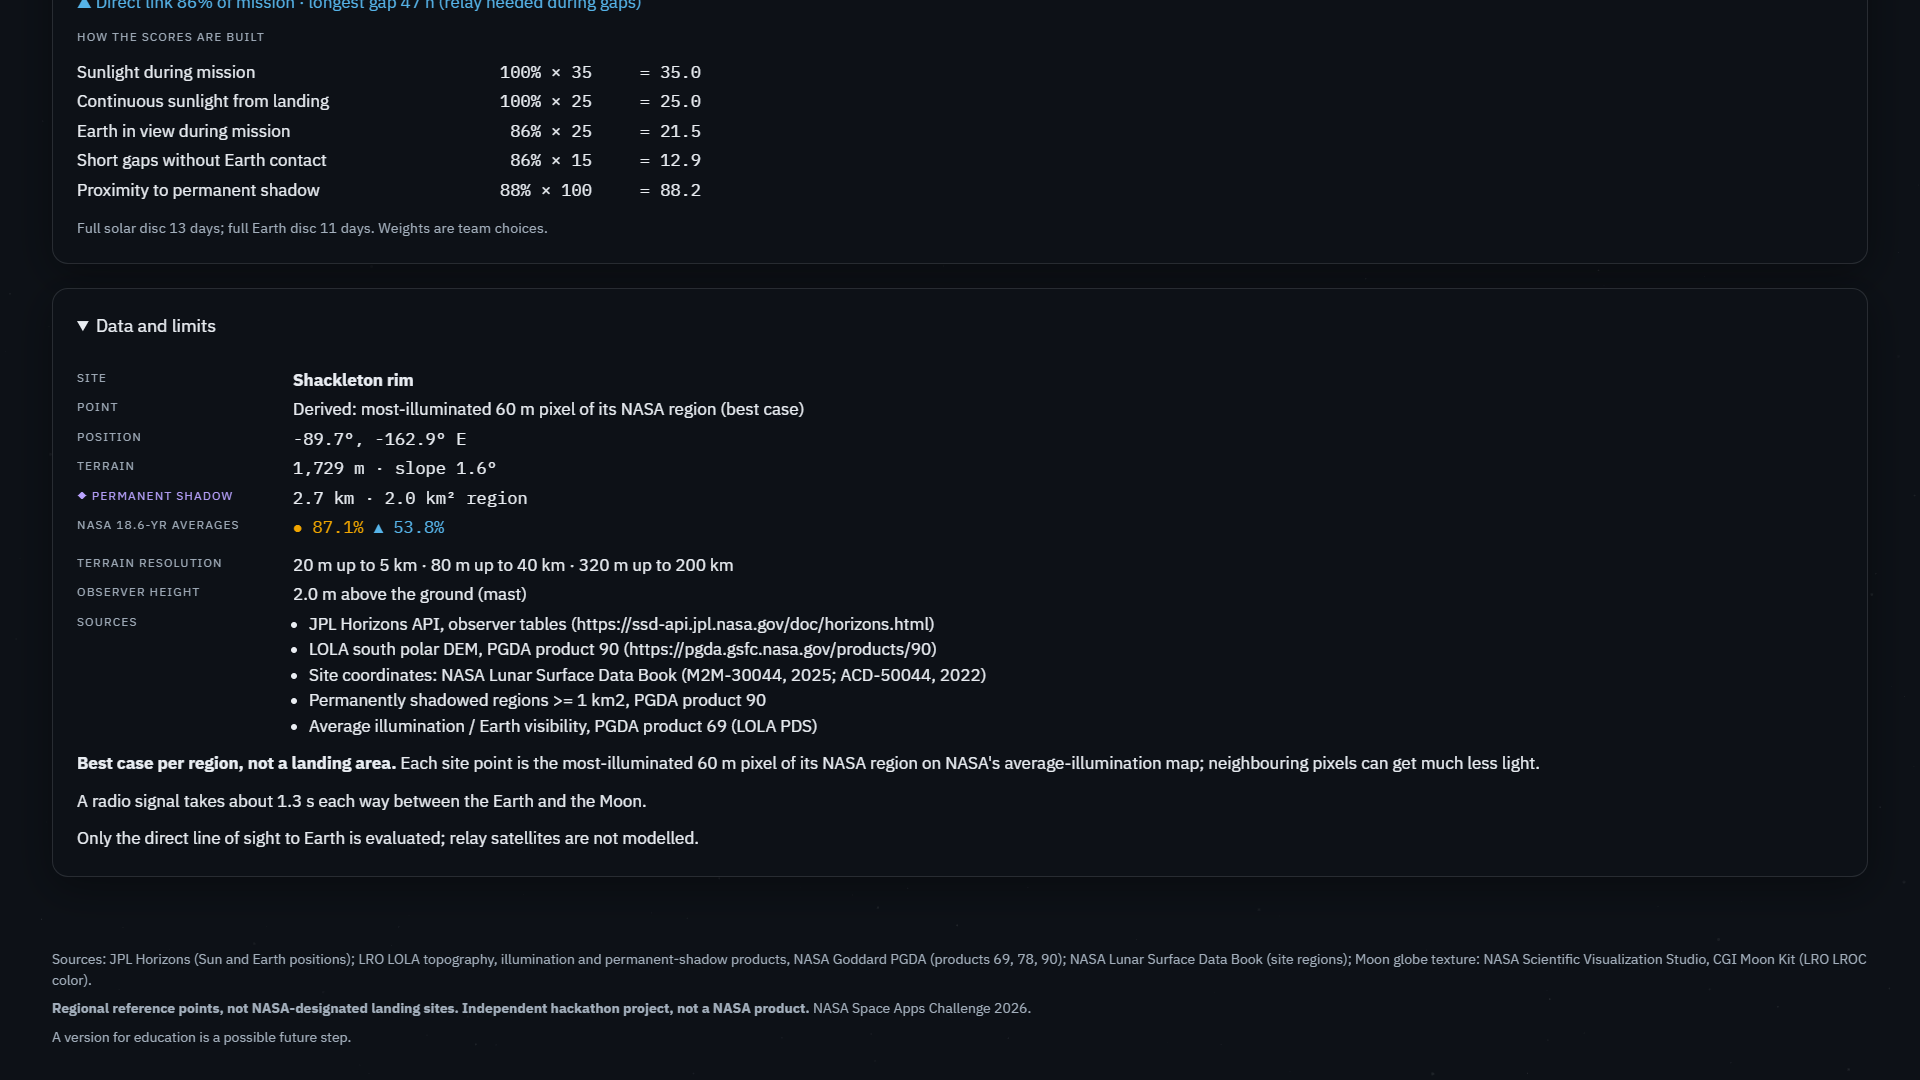 ▲ Direct link 86% of mission · longest gap 47 h (relay needed during gaps)
HOW THE SCORES ARE BUILT
Sunlight during mission 100% × 35 = 35.0
Continuous sunlight from landing 100% × 25 = 25.0
Earth in view during mission 86% × 25 = 21.5
Short gaps without Earth contact 86% × 15 = 12.9
Proximity to permanent shadow 88% × 100 = 88.2
Full solar disc 13 days; full Earth disc 11 days. Weights are team choices.
▼ Data and limits
SITE Shackleton rim
POINT Derived: most-illuminated 60 m pixel of its NASA region (best case)
POSITION -89.7°, -162.9° E
TERRAIN 1,729 m · slope 1.6°
◆ PERMANENT SHADOW 2.7 km · 2.0 km² region
NASA 18.6-YR AVERAGES ● 87.1% ▲ 53.8%
TERRAIN RESOLUTION 20 m up to 5 km · 80 m up to 40 km · 320 m up to 200 km
OBSERVER HEIGHT 2.0 m above the ground (mast)
SOURCES • JPL Horizons API, observer tables (https://ssd-api.jpl.nasa.gov/doc/horizons.html)
• LOLA south polar DEM, PGDA product 90 (https://pgda.gsfc.nasa.gov/products/90)
• Site coordinates: NASA Lunar Surface Data Book (M2M-30044, 2025; ACD-50044, 2022)
• Permanently shadowed regions >= 1 km2, PGDA product 90
• Average illumination / Earth visibility, PGDA product 69 (LOLA PDS)
Best case per region, not a landing area. Each site point is the most-illuminated 60 m pixel of its NASA region on NASA's average-illumination map; neighbouring pixels can get much less light.
A radio signal takes about 1.3 s each way between the Earth and the Moon.
Only the direct line of sight to Earth is evaluated; relay satellites are not modelled.
Sources: JPL Horizons (Sun and Earth positions); LRO LOLA topography, illumination and permanent-shadow products, NASA Goddard PGDA (products 69, 78, 90); NASA Lunar Surface Data Book (site regions); Moon globe texture: NASA Scientific Visualization Studio, CGI Moon Kit (LRO LROC
color).
Regional reference points, not NASA-designated landing sites. Independent hackathon project, not a NASA product. NASA Space Apps Challenge 2026.
A version for education is a possible future step.